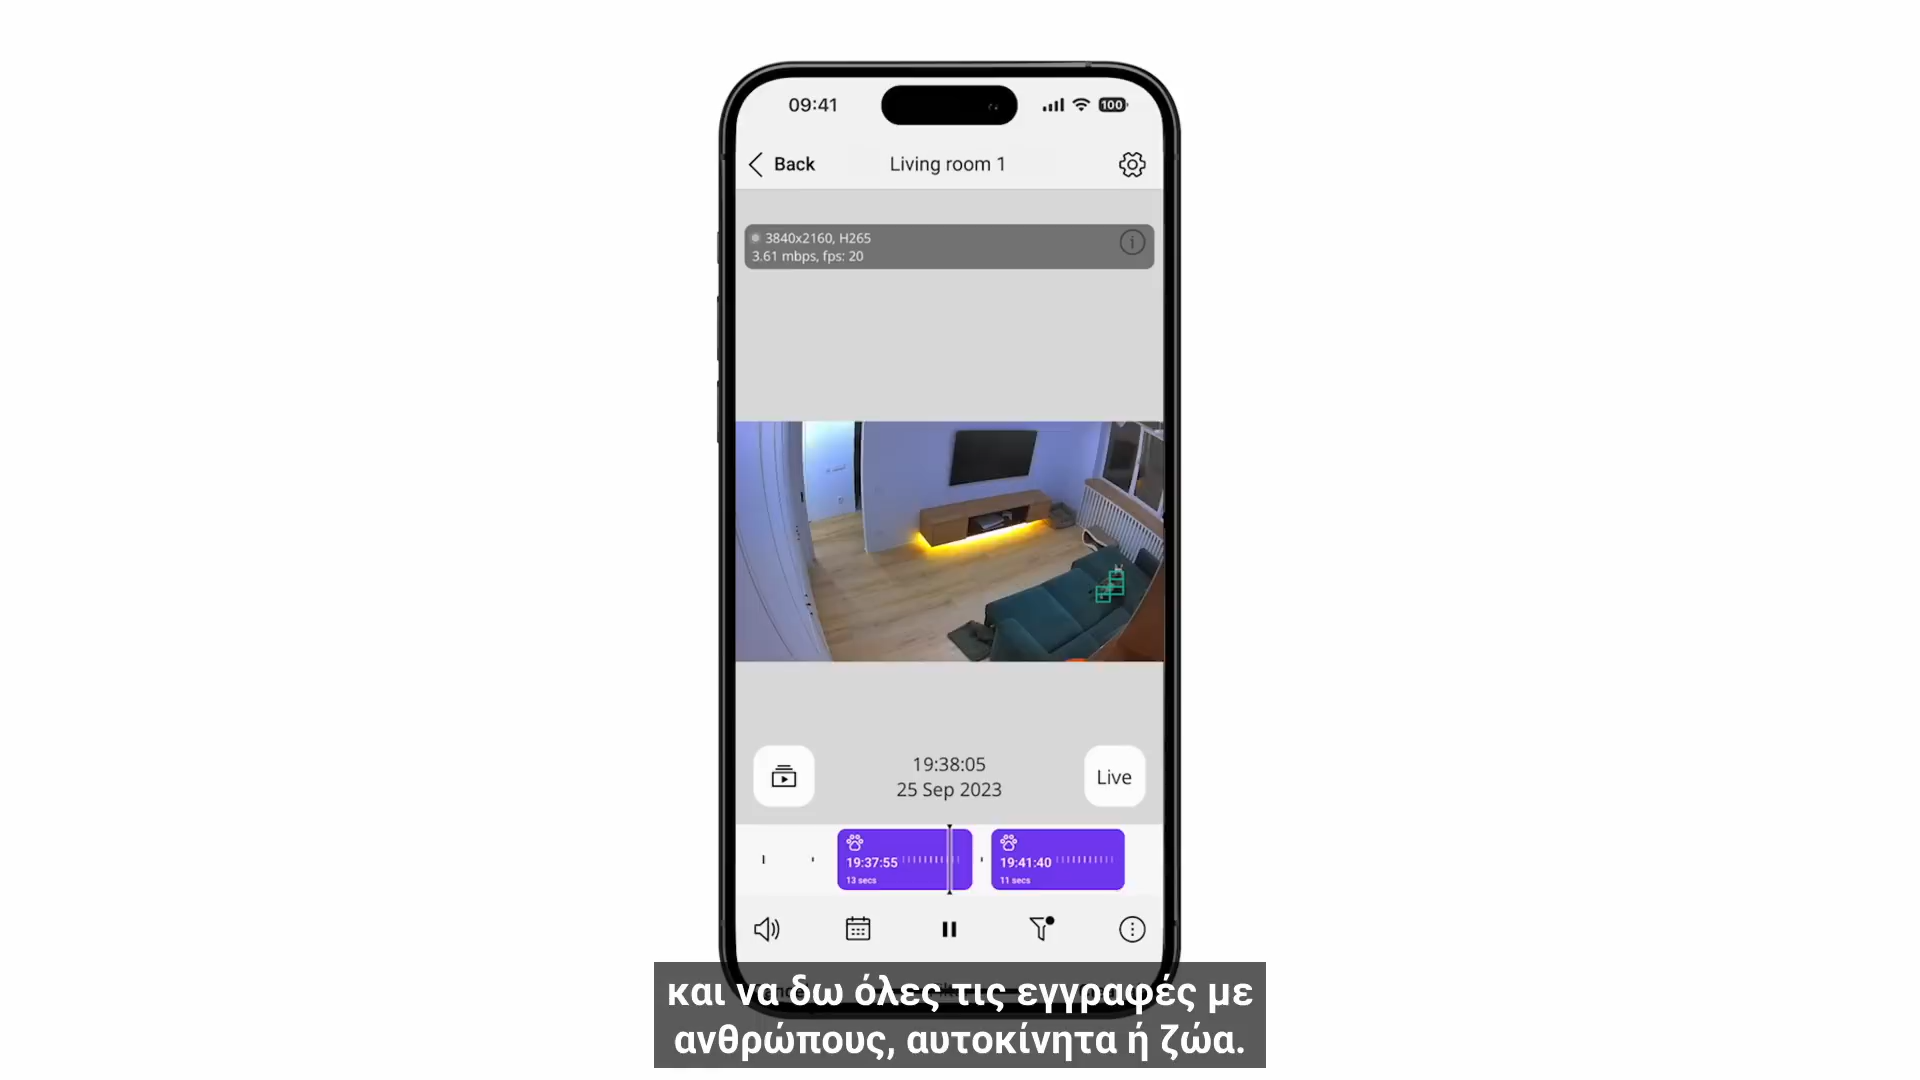 09:41
100
Back
Living room 1
3840x2160, H265
3.61 mbps, fps: 20
19:38:05
25 Sep 2023
Live
19:37:55
13 secs
19:41:40
11 secs
και να δω όλες τις εγγραφές με
ανθρώπους, αυτοκίνητα ή ζώα.